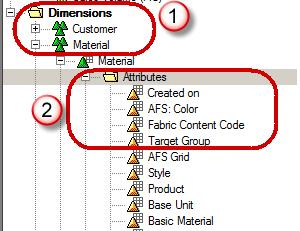 Dimensions
1
Customer
Material
Material
Attributes
2
Created on
AFS: Color
Fabric Content Code
Target Group
AFS Grid
Style
Product
Base Unit
Basic Material